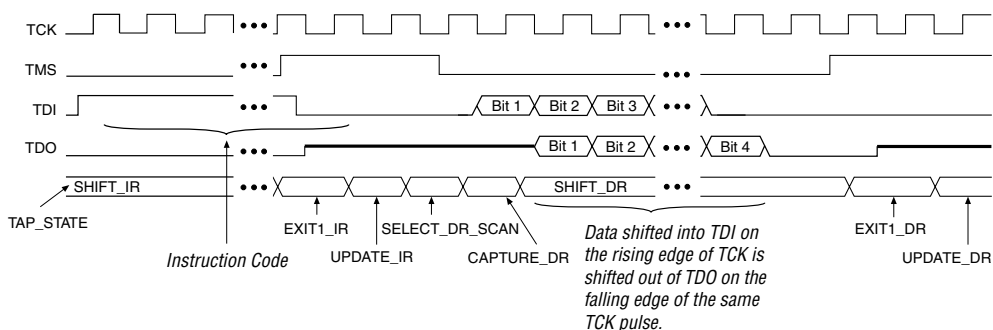 TCK
TMS
TDI Bit 1 Bit 2 Bit 3
TDO Bit 1 Bit 2 Bit 4
SHIFT_IR SHIFT_DR
TAP_STATE
EXIT1_IR SELECT_DR_SCAN EXIT1_DR
Instruction Code UPDATE_IR CAPTURE_DR UPDATE_DR
Data shifted into TDI on
the rising edge of TCK is
shifted out of TDO on the
falling edge of the same
TCK pulse.